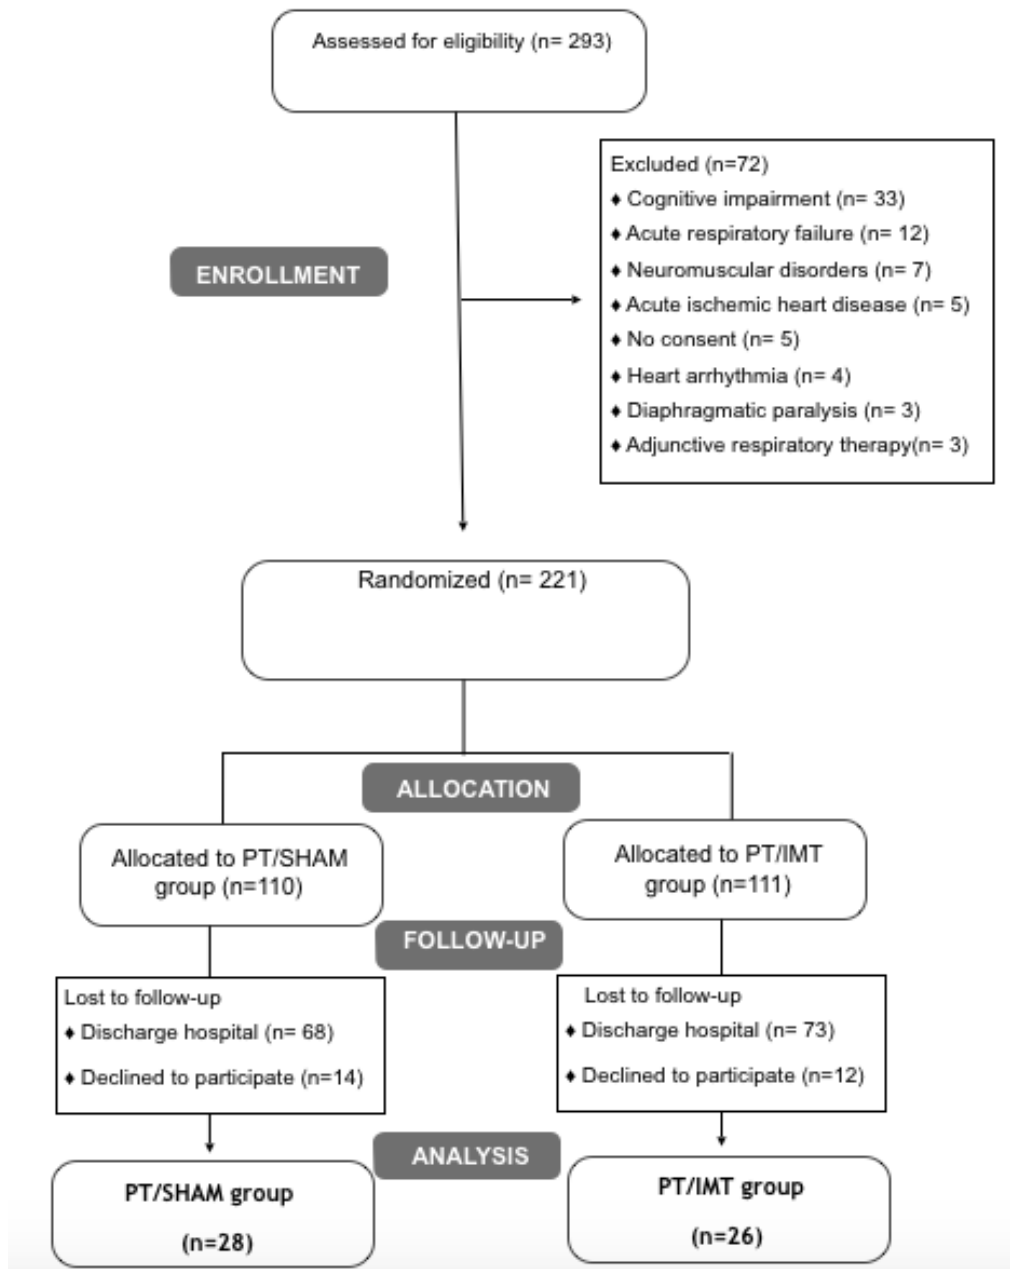 Assessed for eligibility (n= 293)
Excluded (n=72)
♦ Cognitive impairment (n= 33)
♦ Acute respiratory failure (n= 12)
ENROLLMENT
♦ Neuromuscular disorders (n= 7)
♦ Acute ischemic heart disease (n= 5)
♦ No consent (n= 5)
♦ Heart arrhythmia (n= 4)
♦ Diaphragmatic paralysis (n= 3)
♦ Adjunctive respiratory therapy(n= 3)
Randomized (n= 221)
ALLOCATION
Allocated to PT/SHAM
group (n=110)
Allocated to PT/IMT
group (n=111)
FOLLOW-UP
Lost to follow-up
♦ Discharge hospital (n= 68)
♦ Declined to participate (n=14)
Lost to follow-up
♦ Discharge hospital (n= 73)
♦ Declined to participate (n=12)
ANALYSIS
PT/SHAM group
(n=28)
PT/IMT group
(n=26)